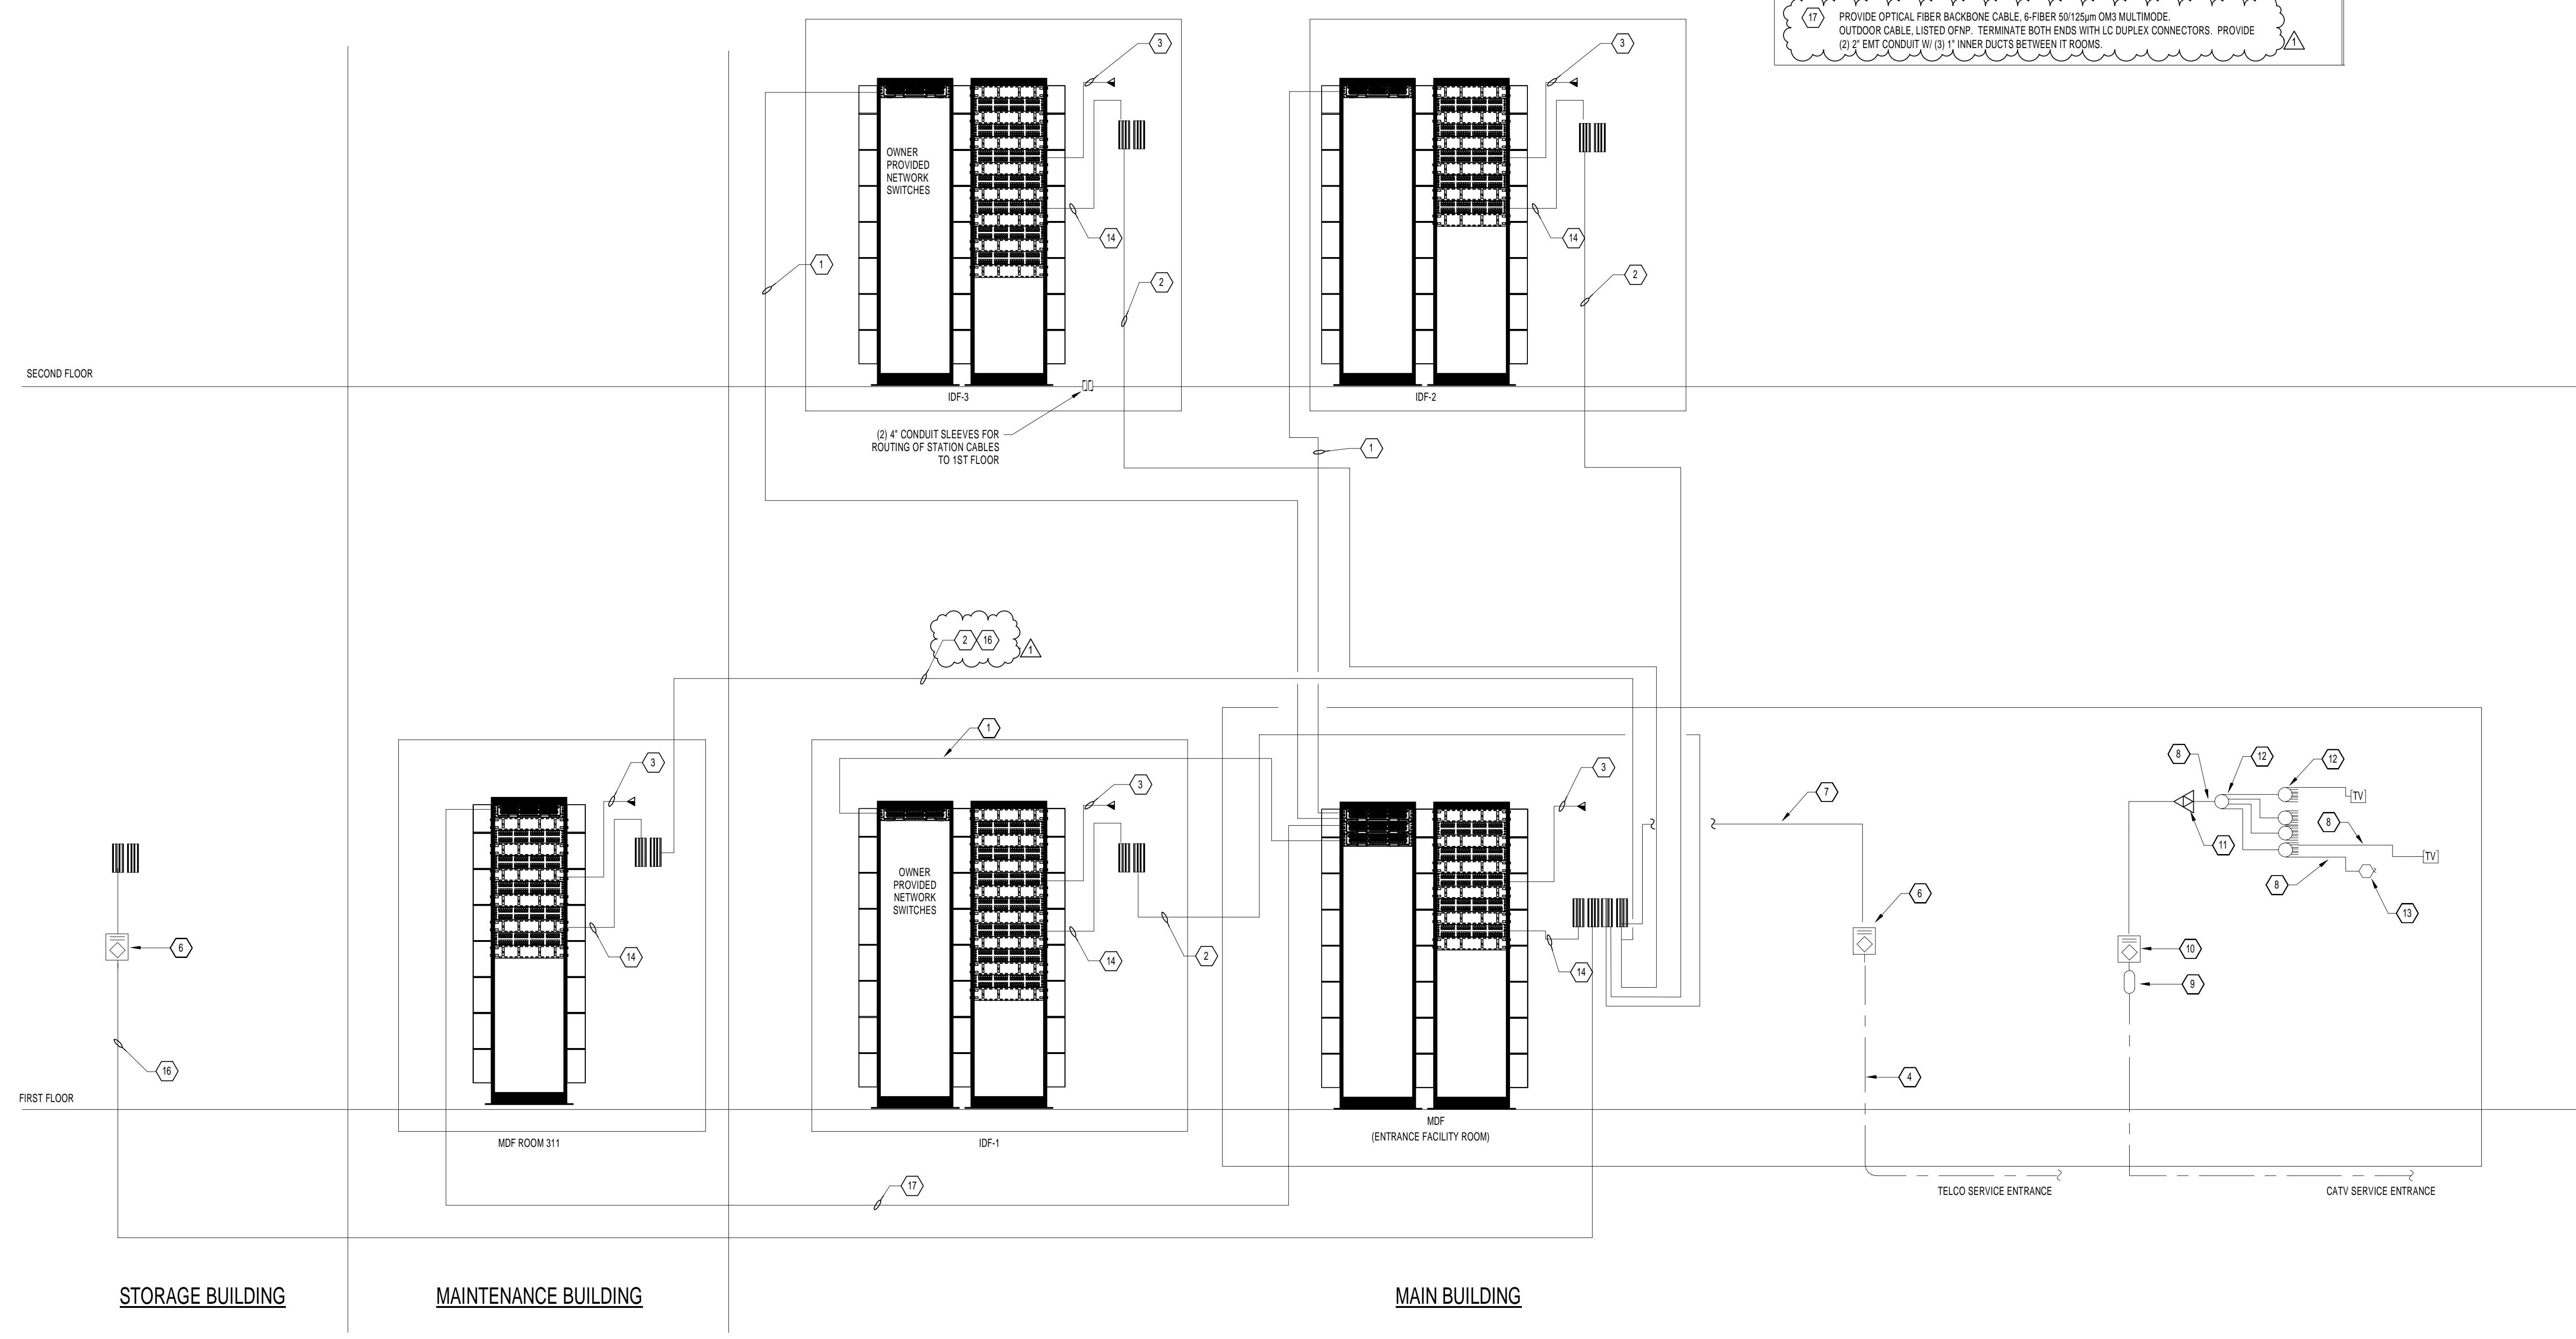 17
PROVIDE OPTICAL FIBER BACKBONE CABLE, 6-FIBER 50/125µm OM3 MULTIMODE.
OUTDOOR CABLE, LISTED OFNP. TERMINATE BOTH ENDS WITH LC DUPLEX CONNECTORS. PROVIDE
(2) 2" EMT CONDUIT W/ (3) 1" INNER DUCTS BETWEEN IT ROOMS.
1
3
3
OWNER
PROVIDED
NETWORK
SWITCHES
14
14
1
2
2
SECOND FLOOR
IDF-3
IDF-2
(2) 4" CONDUIT SLEEVES FOR
ROUTING OF STATION CABLES
TO 1ST FLOOR
1
2
16
1
1
3
3
3
7
8
12
12
TV
8
11
TV
8
13
OWNER
PROVIDED
NETWORK
SWITCHES
6
6
10
14
14
2
14
9
16
4
FIRST FLOOR
MDF ROOM 311
IDF-1
MDF
(ENTRANCE FACILITY ROOM)
17
TELCO SERVICE ENTRANCE
CATV SERVICE ENTRANCE
STORAGE BUILDING
MAINTENANCE BUILDING
MAIN BUILDING